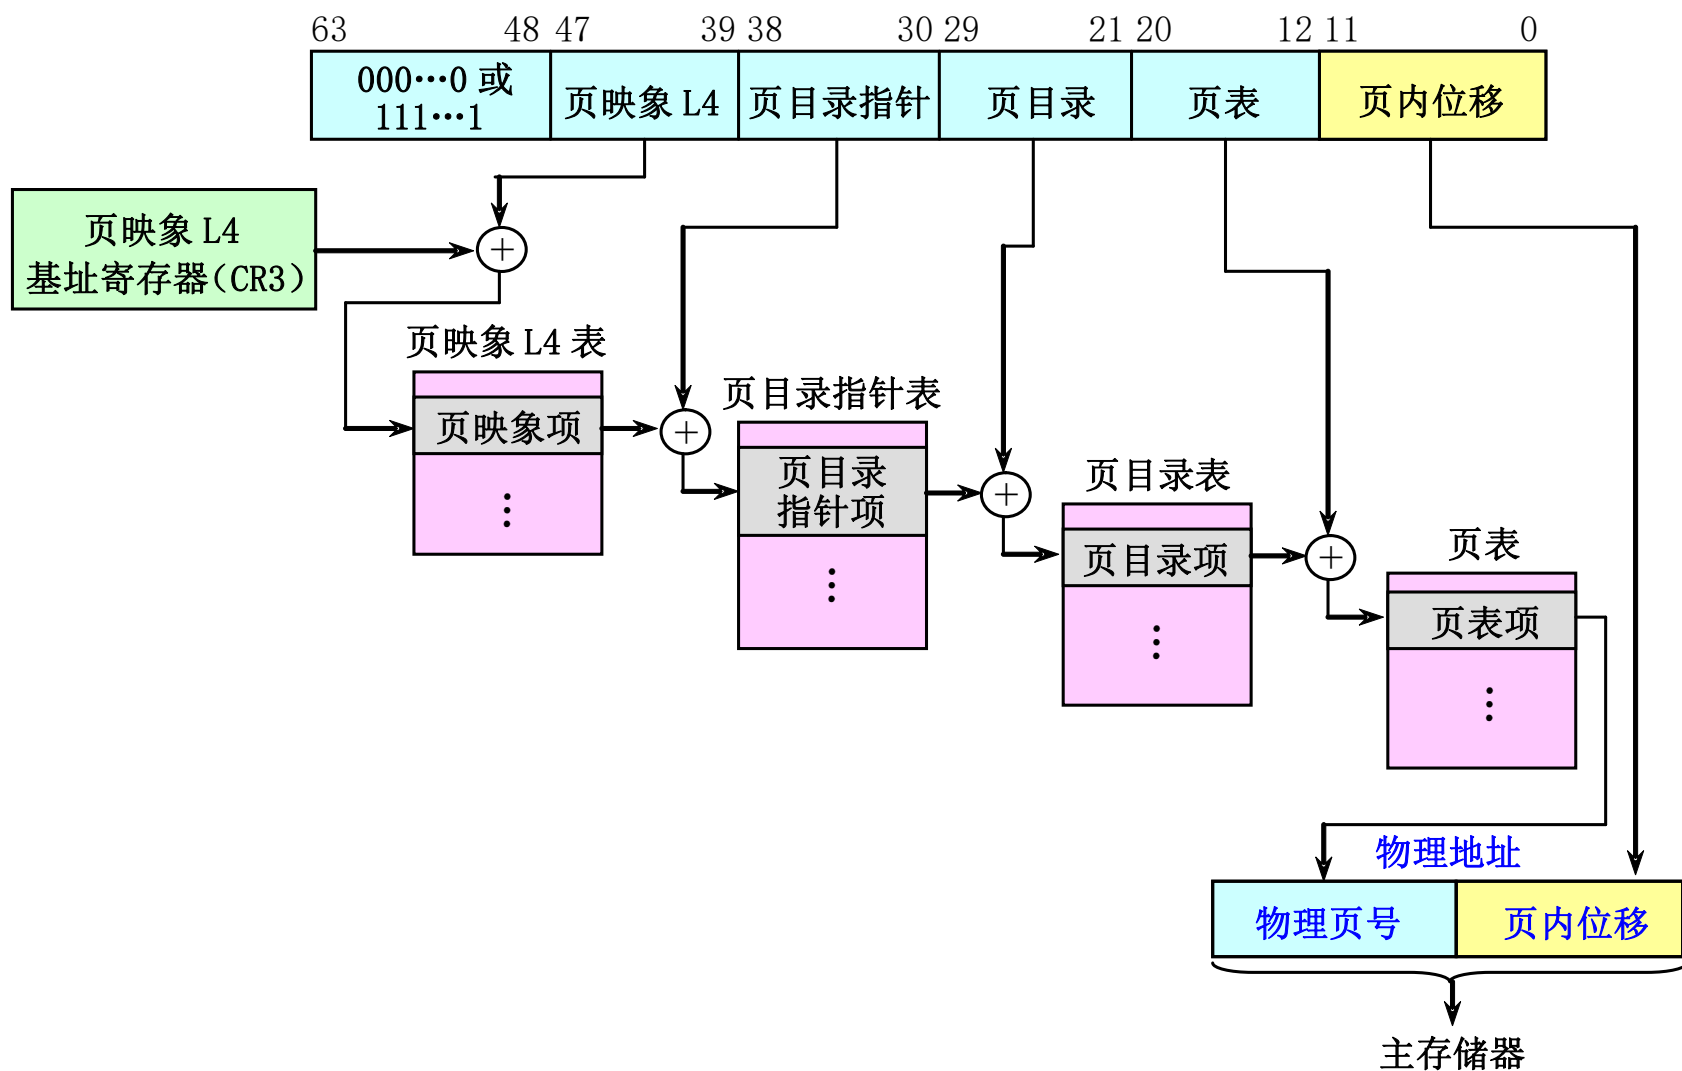 63 48 47 39 38 30 29 21 20 12 11 0
000…0 或
111…1
页映象 L4
页目录指针
页目录
页表
页内位移
页映象 L4
基址寄存器(CR3)
+
页映象 L4 表
页映象项
⋮
+
页目录指针表
页目录
指针项
⋮
+
页目录表
页目录项
⋮
+
页表
页表项
⋮
物理地址
物理页号
页内位移
主存储器